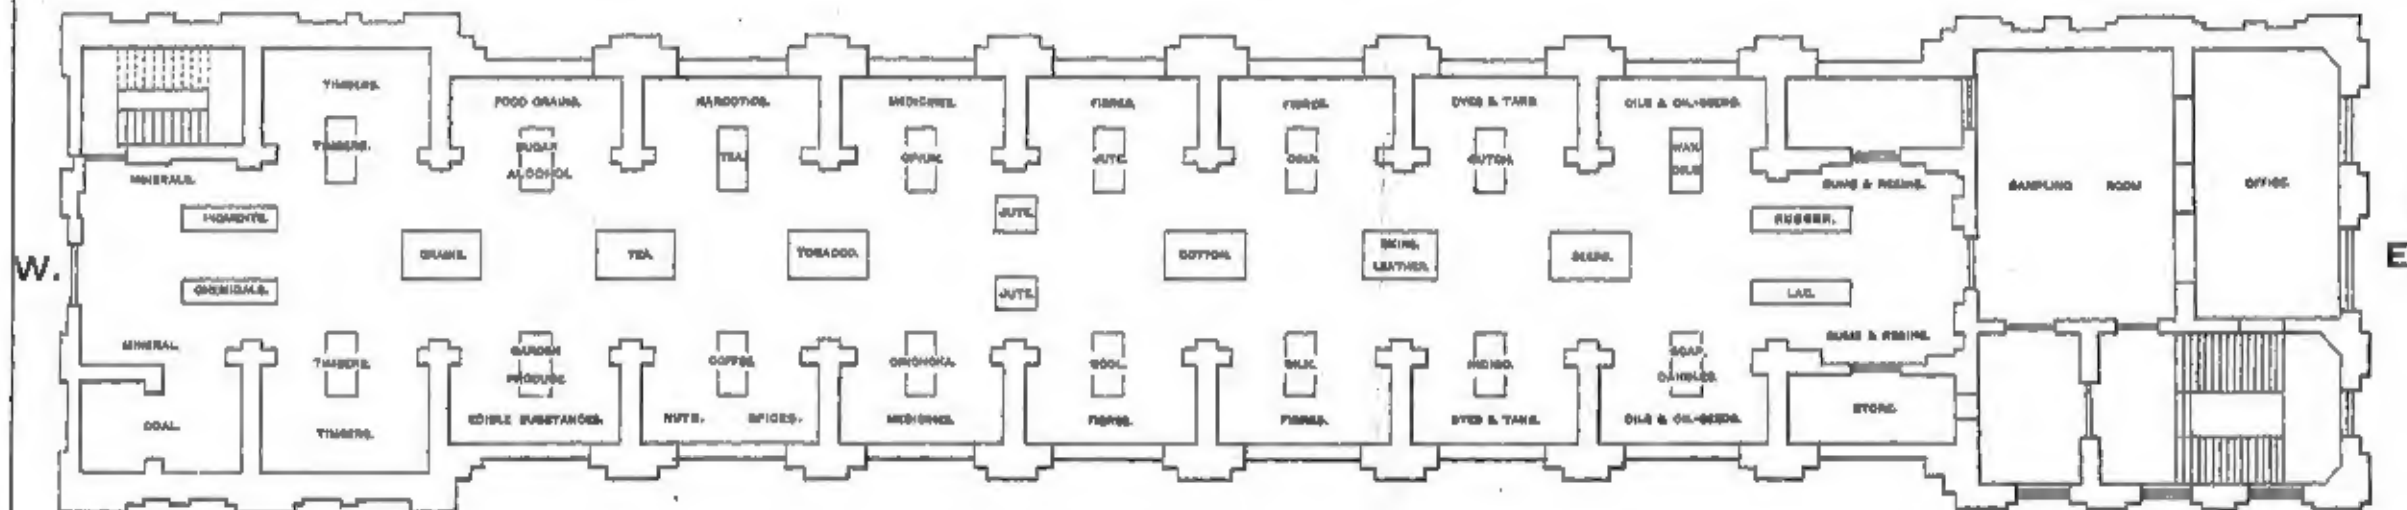 TIMBERS.
FOOD GRAINS.
NARCOTICS.
MEDICINES.
FIBRES.
FIBRES.
DYES & TANS
OILS & OIL-SEEDS.
TIMBERS.
SUGAR
ALCOHOL
TEA.
OPIUM.
JUTE.
CUTCH.
WAX.
OILS
MINERALS.
GUMS & RESINS.
SAMPLING ROOM
OFFICE.
PIGMENTS.
JUTE.
RUBBER.
W.
GRAINS.
TEA.
TOBACCO.
COTTON.
SKINS.
LEATHER.
SEEDS.
E
CHEMICALS.
JUTE.
LAC.
MINERAL
GUMS & RESINS.
TIMBERS.
GARDEN
PRODUCE
COFFEE.
CINCHONA.
WOOL.
SILK.
INDIGO.
SOAP.
CANDLES.
COAL.
TIMBERS.
EDIBLE SUBSTANCES.
NUTS. SPICES.
MEDICINES.
FIBRES.
FIBRES.
DYES & TANS.
OILS & OIL-SEEDS.
STORE.